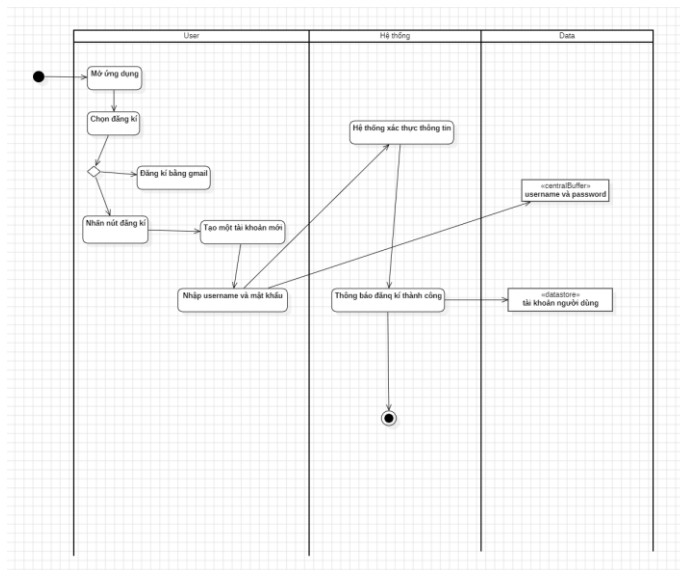 User
Hệ thống
Data
Mở ứng dụng
Chọn đăng kí
Hệ thống xác thực thông tin
Đăng kí bằng gmail
«centralBuffer»
username và password
Nhấn nút đăng kí
Tạo một tài khoản mới
Nhập username và mật khẩu
Thông báo đăng kí thành công
«datastore»
tài khoản người dùng